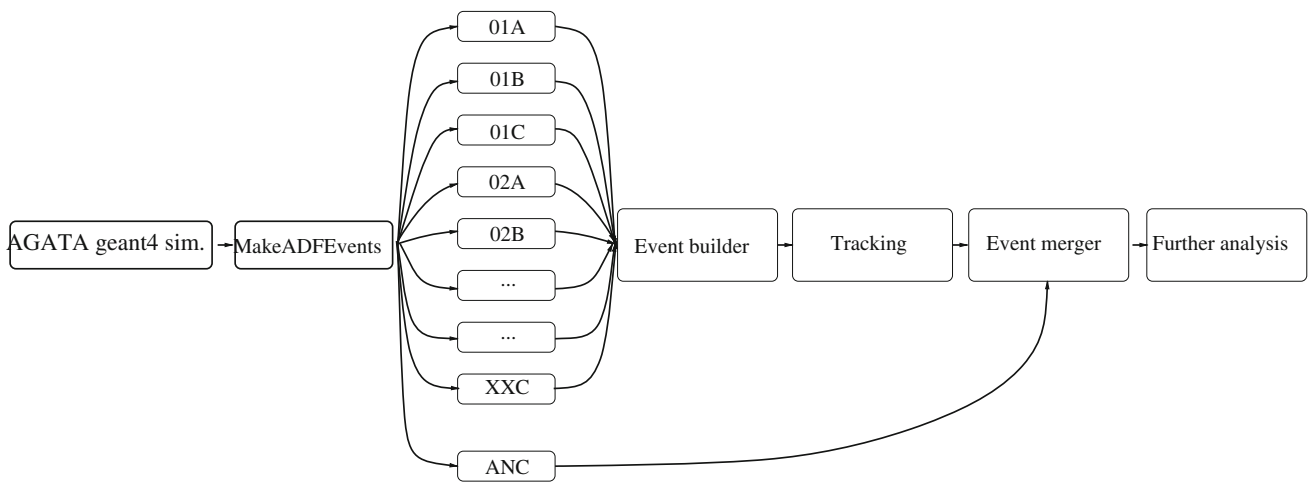 01A
01B
01C
02A
02B
...
...
XXC
ANC
AGATA geant4 sim.
MakeADFEvents
Event builder
Tracking
Event merger
Further analysis